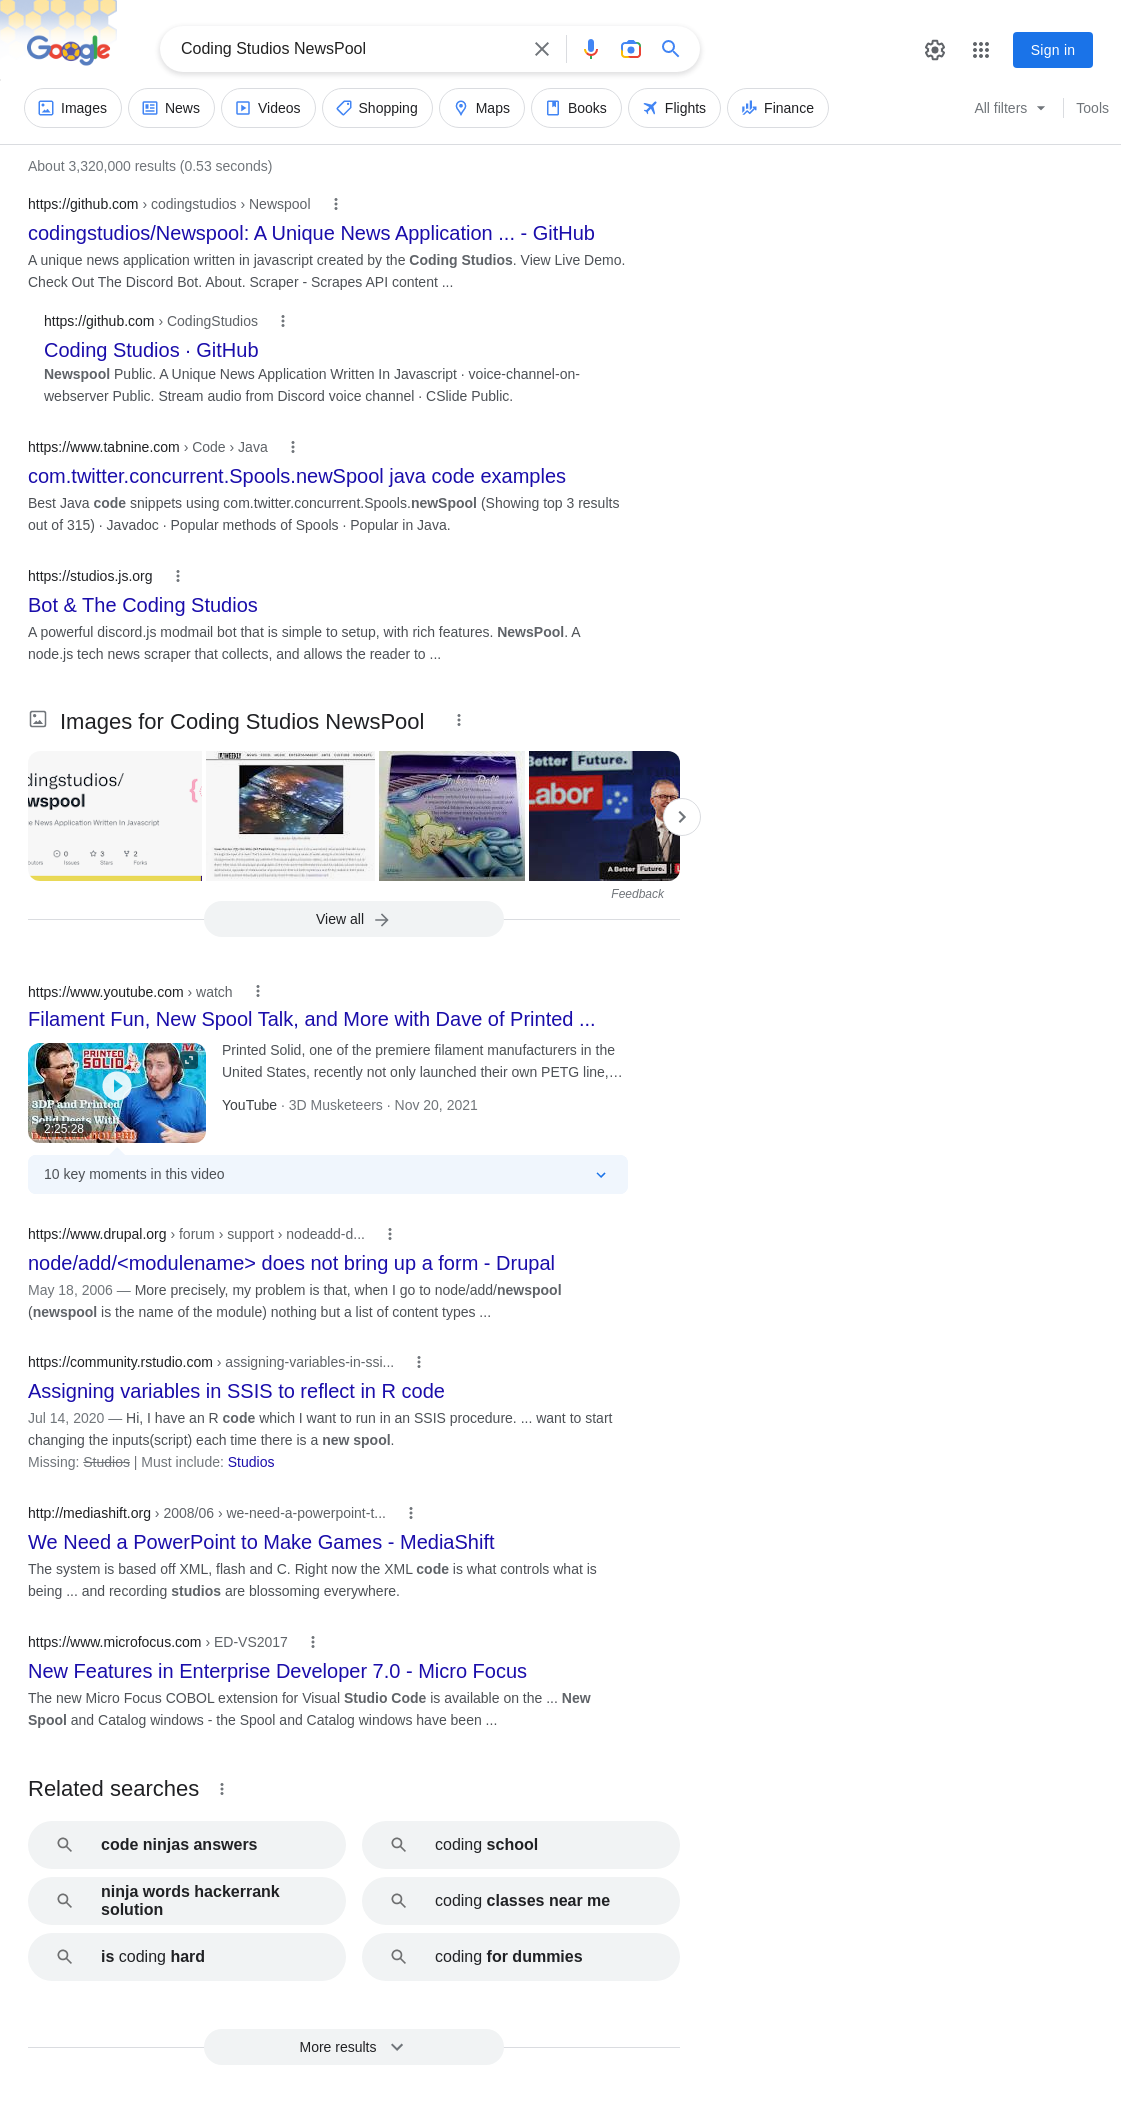 Google
Coding Studios NewsPool
Sign in
Images
News
Videos
Shopping
Maps
Books
Flights
Finance
All filters
Tools
About 3,320,000 results (0.53 seconds)
https://github.com › codingstudios › Newspool
codingstudios/Newspool: A Unique News Application ... - GitHub
A unique news application written in javascript created by the Coding Studios. View Live Demo.
Check Out The Discord Bot. About. Scraper - Scrapes API content ...
https://github.com › CodingStudios
Coding Studios · GitHub
Newspool Public. A Unique News Application Written In Javascript · voice-channel-on-
webserver Public. Stream audio from Discord voice channel · CSlide Public.
https://www.tabnine.com › Code › Java
com.twitter.concurrent.Spools.newSpool java code examples
Best Java code snippets using com.twitter.concurrent.Spools.newSpool (Showing top 3 results
out of 315) · Javadoc · Popular methods of Spools · Popular in Java.
https://studios.js.org
Bot & The Coding Studios
A powerful discord.js modmail bot that is simple to setup, with rich features. NewsPool. A
node.js tech news scraper that collects, and allows the reader to ...
Images for Coding Studios NewsPool
dingstudios/
wspool
e News Application Written In Javascript
0
3
2
Issues
Stars
Forks
WEEKLY
Tinker Bell
Better Future.
Labor
A Better Future.
Feedback
View all
https://www.youtube.com › watch
Filament Fun, New Spool Talk, and More with Dave of Printed ...
PRINTED
SOLID
3DP and Printed
Solid Deets With
2:25:28
Printed Solid, one of the premiere filament manufacturers in the
United States, recently not only launched their own PETG line,…
YouTube · 3D Musketeers · Nov 20, 2021
10 key moments in this video
https://www.drupal.org › forum › support › nodeadd-d...
node/add/<modulename> does not bring up a form - Drupal
May 18, 2006 — More precisely, my problem is that, when I go to node/add/newspool
(newspool is the name of the module) nothing but a list of content types ...
https://community.rstudio.com › assigning-variables-in-ssi...
Assigning variables in SSIS to reflect in R code
Jul 14, 2020 — Hi, I have an R code which I want to run in an SSIS procedure. ... want to start
changing the inputs(script) each time there is a new spool.
Missing: Studios | Must include: Studios
http://mediashift.org › 2008/06 › we-need-a-powerpoint-t...
We Need a PowerPoint to Make Games - MediaShift
The system is based off XML, flash and C. Right now the XML code is what controls what is
being ... and recording studios are blossoming everywhere.
https://www.microfocus.com › ED-VS2017
New Features in Enterprise Developer 7.0 - Micro Focus
The new Micro Focus COBOL extension for Visual Studio Code is available on the ... New
Spool and Catalog windows - the Spool and Catalog windows have been ...
Related searches
code ninjas answers
coding school
ninja words hackerrank
solution
coding classes near me
is coding hard
coding for dummies
More results